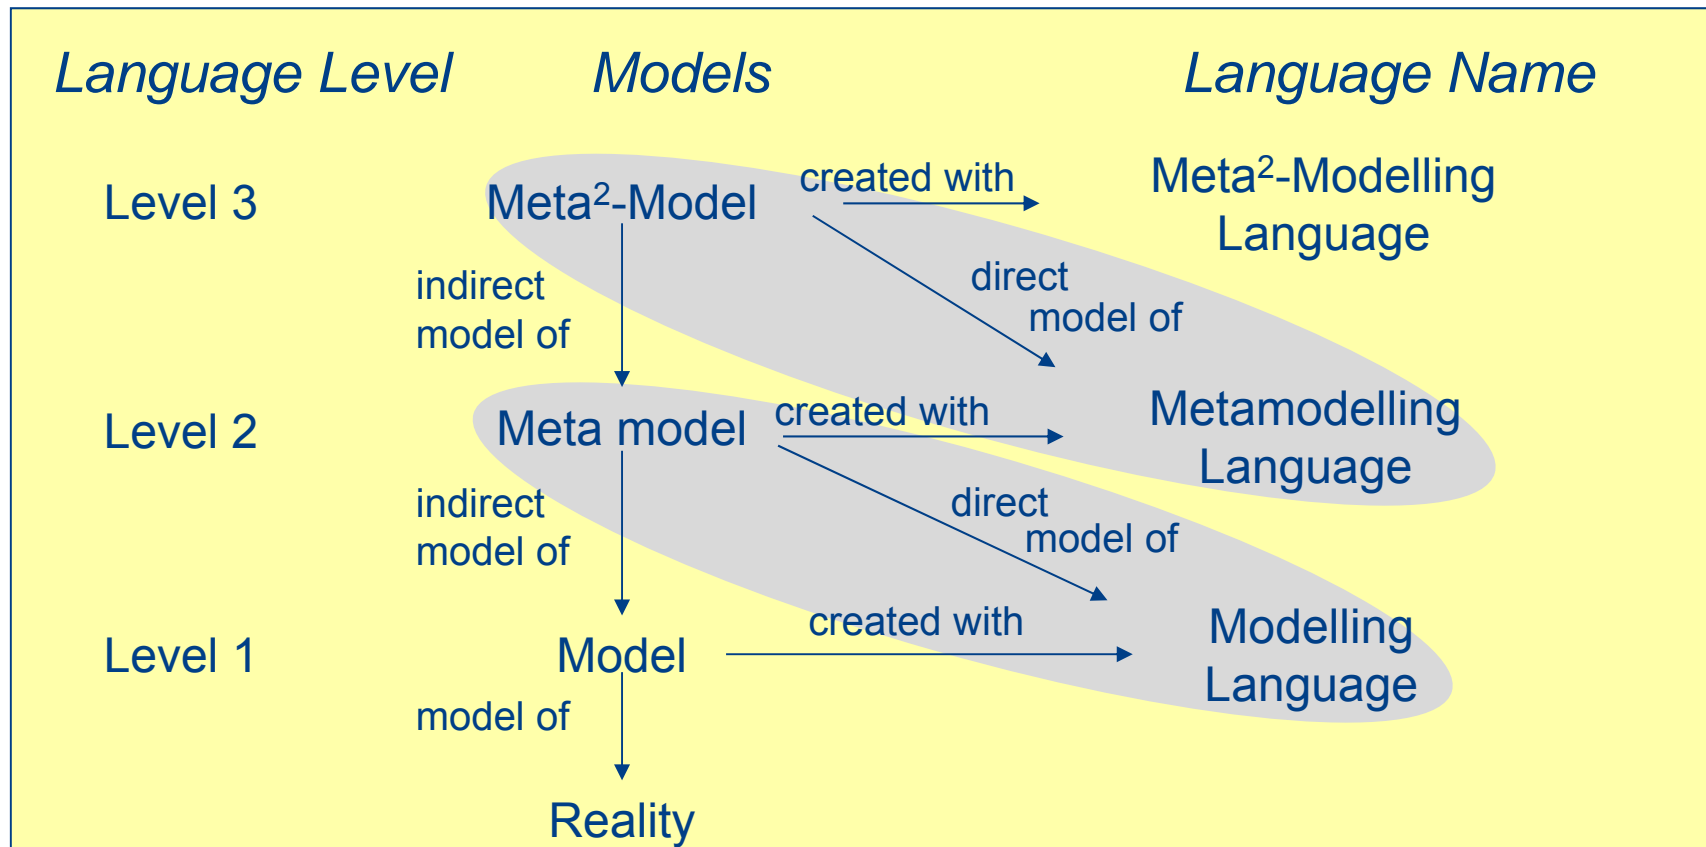 Language Level Models Language Name
Level 3 Meta²-Model created with Meta²-Modelling
Language
indirect
model of
direct
model of
Level 2 Meta model created with Metamodelling
Language
indirect
model of
direct
model of
Level 1 Model created with Modelling
Language
model of
Reality